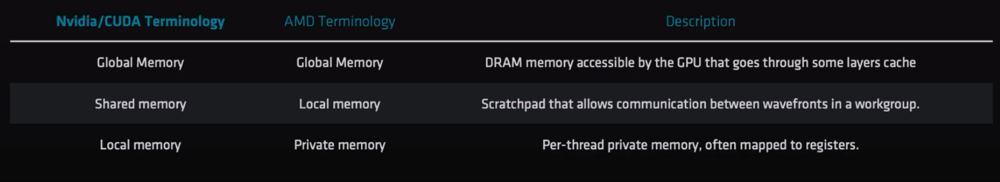 Nvidia/CUDA Terminology AMD Terminology Description
Global Memory Global Memory DRAM memory accessible by the GPU that goes through some layers cache
Shared memory Local memory Scratchpad that allows communication between wavefronts in a workgroup.
Local memory Private memory Per-thread private memory, often mapped to registers.